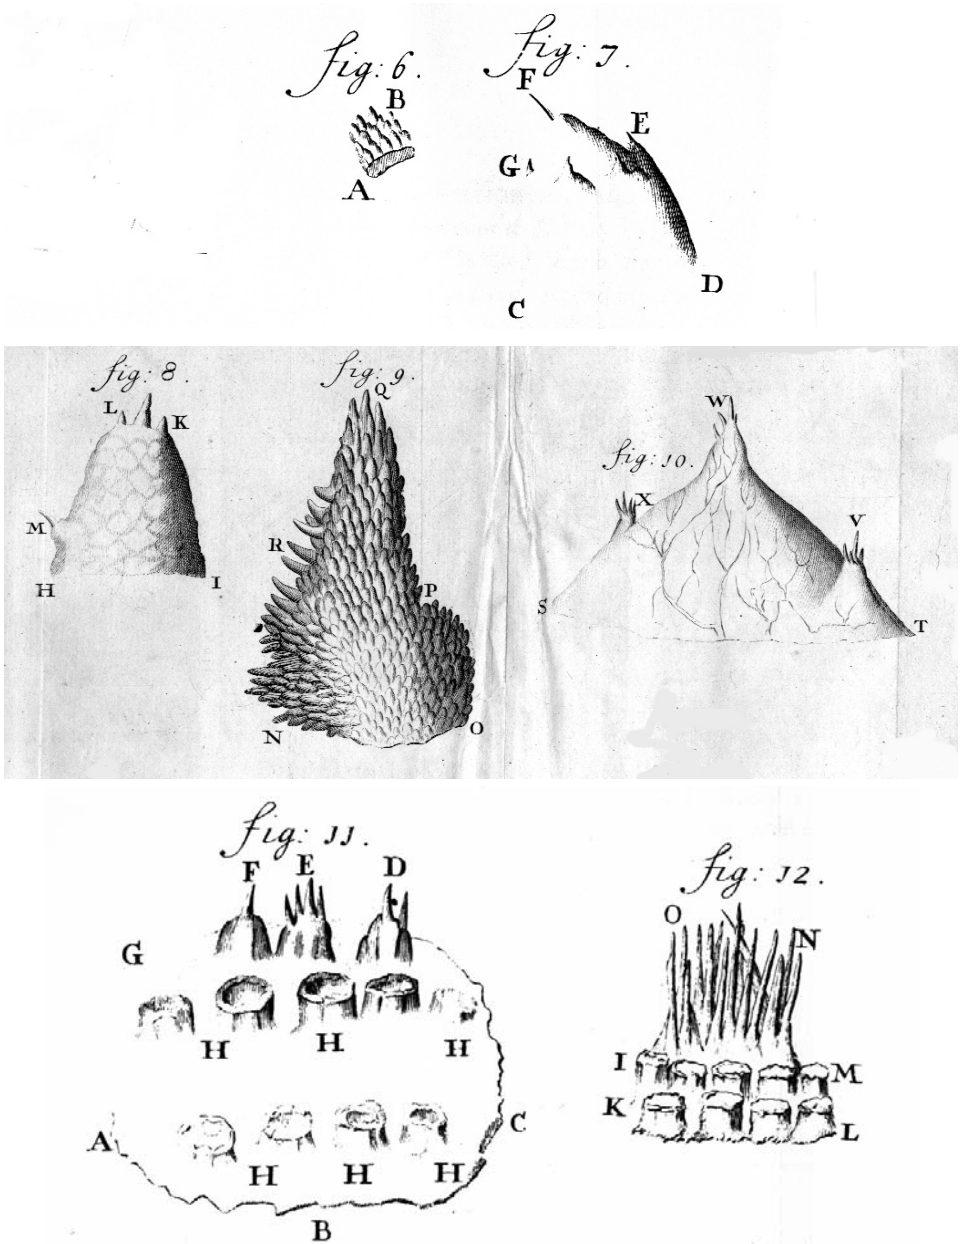 fig: 6.
fig: 7.
B
F
E
G
A
D
C
fig: 8.
fig: 9.
L
K
Q
W
fig: 10.
M
R
X
V
H
I
P
S
T
N
O
fig: 11.
fig: 12.
F
E
D
O
N
G
H
H
H
I
M
K
L
A
C
H
H
H
B